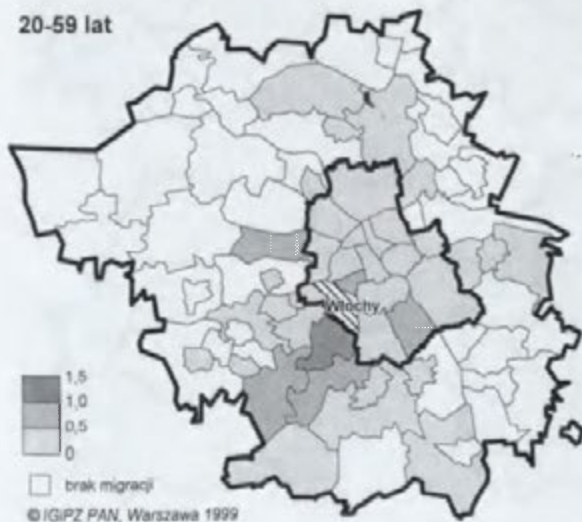 20-59 lat
Włochy
1,5
1,0
0,5
0
brak migracji
© IGiPZ PAN, Warszawa 1999